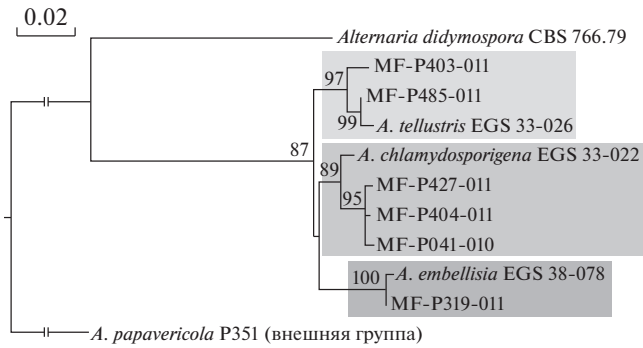 0.02
Alternaria didymospora CBS 766.79
MF-P403-011
97
MF-P485-011
99
A. tellustris EGS 33-026
87
A. chlamydosporigena EGS 33-022
89
MF-P427-011
95
MF-P404-011
MF-P041-010
A. embellisia EGS 38-078
100
MF-P319-011
A. papavericola P351 (внешняя группа)